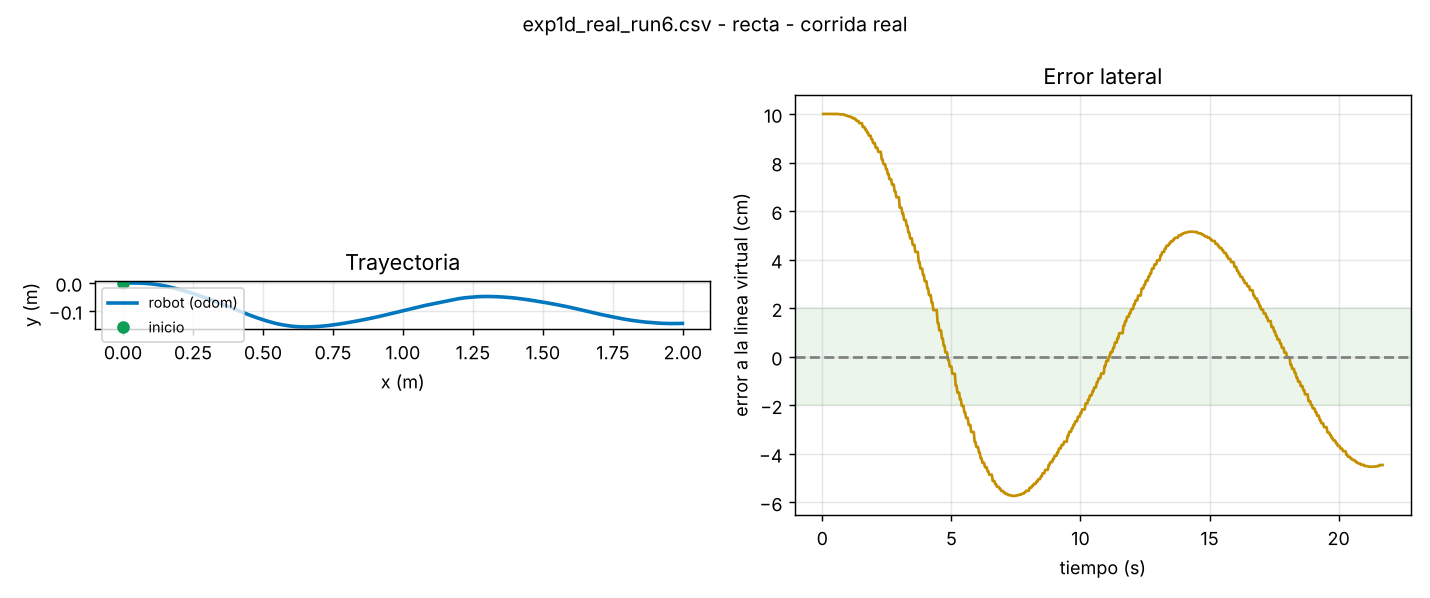 exp1d_real_run6.csv - recta - corrida real
Trayectoria
y (m)
0.0
−0.1
robot (odom)
inicio
0.00 0.25 0.50 0.75 1.00 1.25 1.50 1.75 2.00
x (m)
Error lateral
error a la linea virtual (cm)
10
8
6
4
2
0
−2
−4
−6
0 5 10 15 20
tiempo (s)